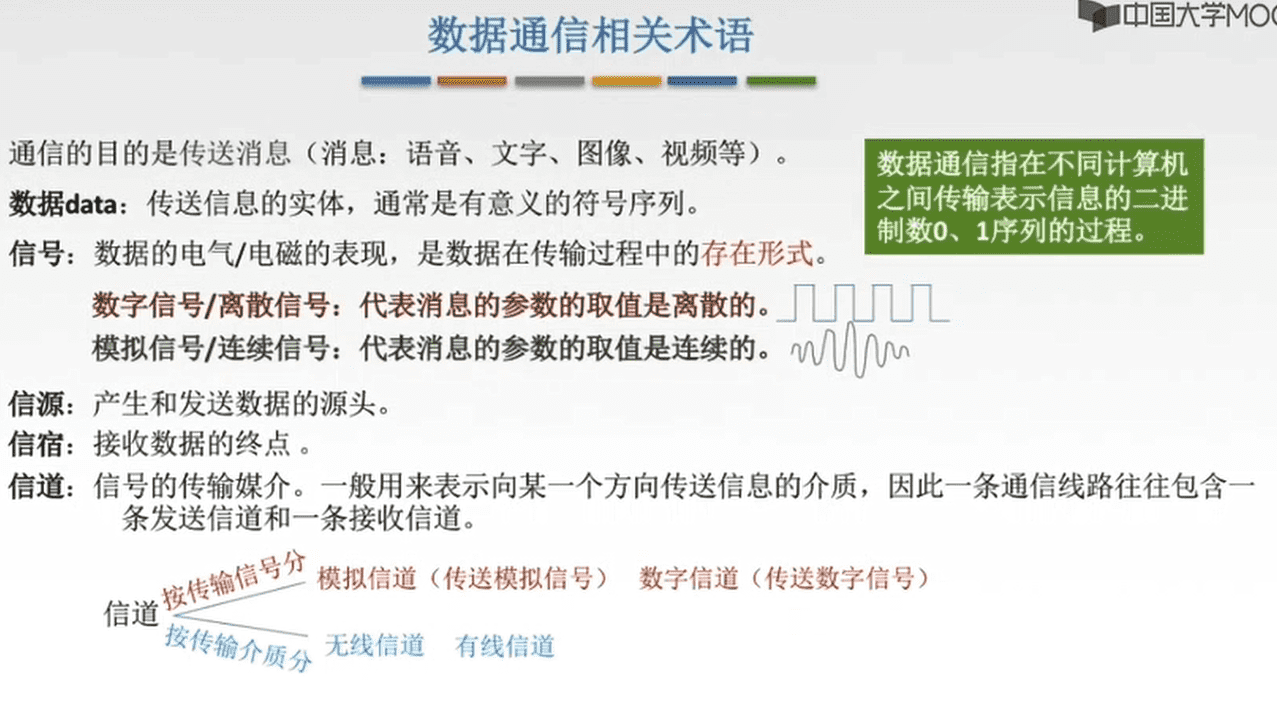 中国大学MOOC
数据通信相关术语
通信的目的是传送消息（消息：语音、文字、图像、视频等）。
数据通信指在不同计算机
之间传输表示信息的二进
制数0、1序列的过程。
数据data：传送信息的实体，通常是有意义的符号序列。
信号：数据的电气/电磁的表现，是数据在传输过程中的存在形式。
数字信号/离散信号：代表消息的参数的取值是离散的。
模拟信号/连续信号：代表消息的参数的取值是连续的。
信源：产生和发送数据的源头。
信宿：接收数据的终点 。
信道：信号的传输媒介。一般用来表示向某一个方向传送信息的介质，因此一条通信线路往往包含一
条发送信道和一条接收信道。
信道
按传输信号分
模拟信道（传送模拟信号） 数字信道（传送数字信号）
按传输介质分
无线信道 有线信道